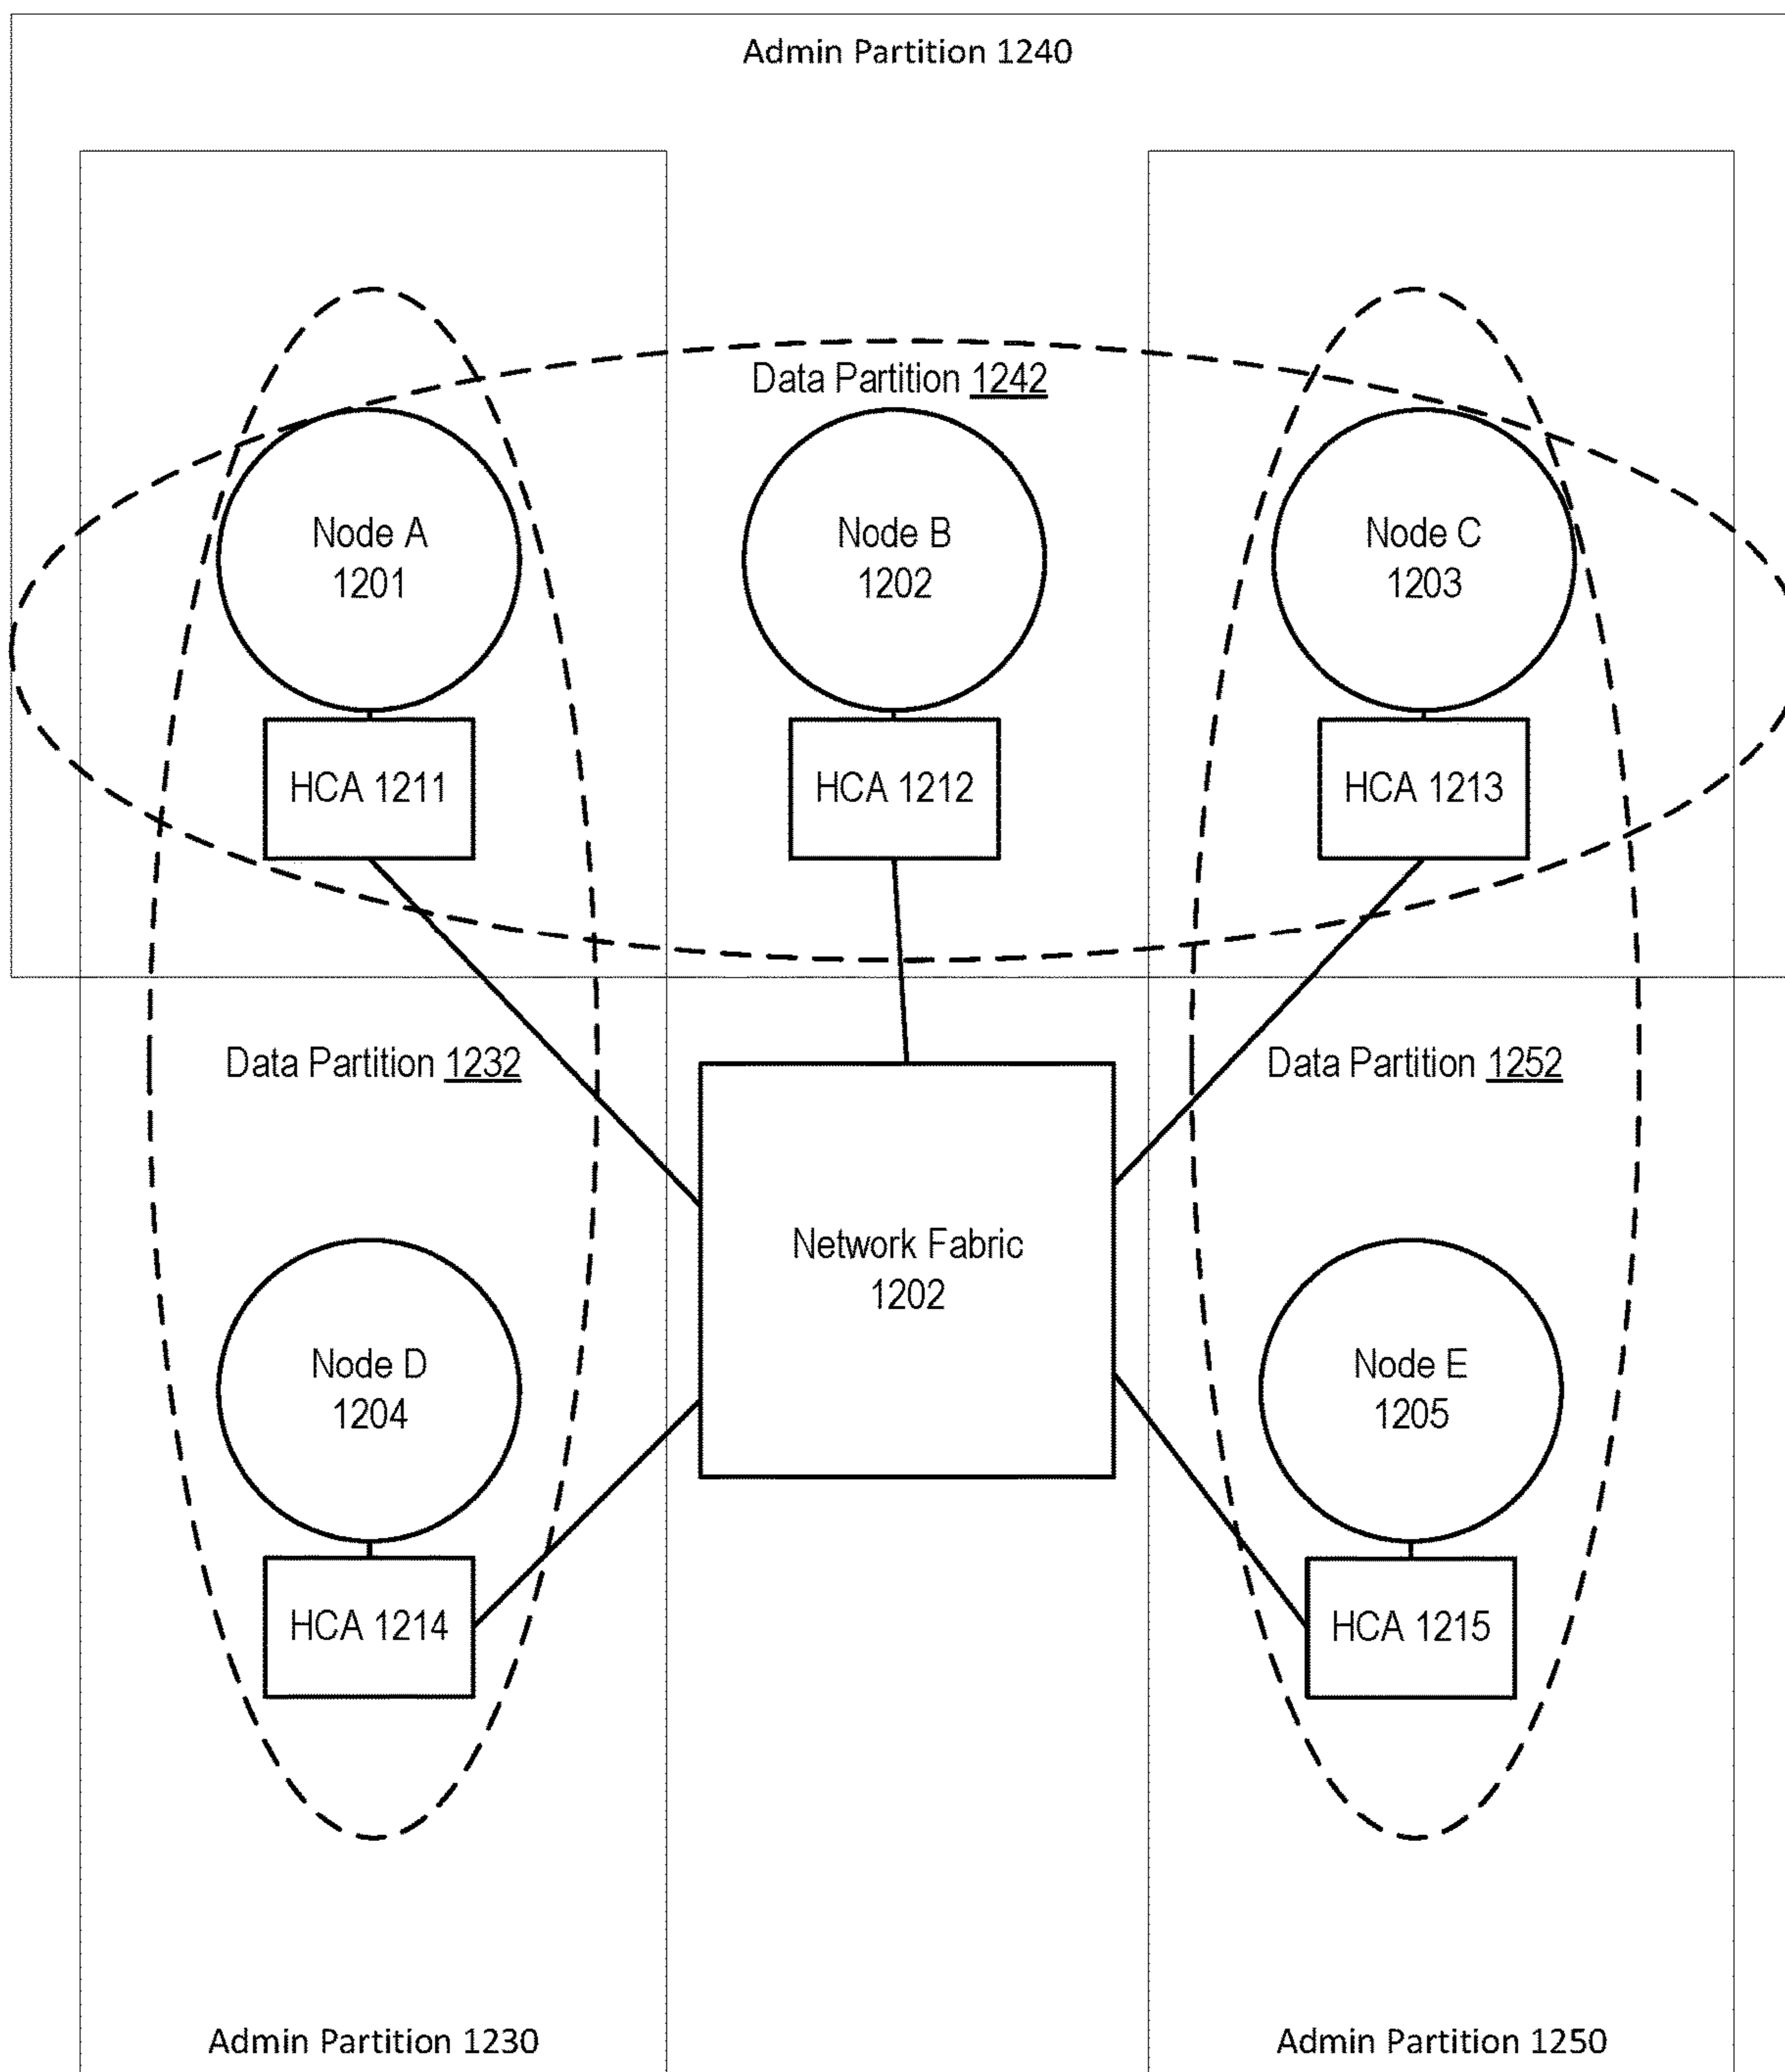 Admin Partition 1240
Data Partition 1242
Node A
1201
Node B
1202
Node C
1203
HCA 1211
HCA 1212
HCA 1213
Data Partition 1232
Data Partition 1252
Network Fabric
1202
Node D
1204
Node E
1205
HCA 1214
HCA 1215
Admin Partition 1230
Admin Partition 1250